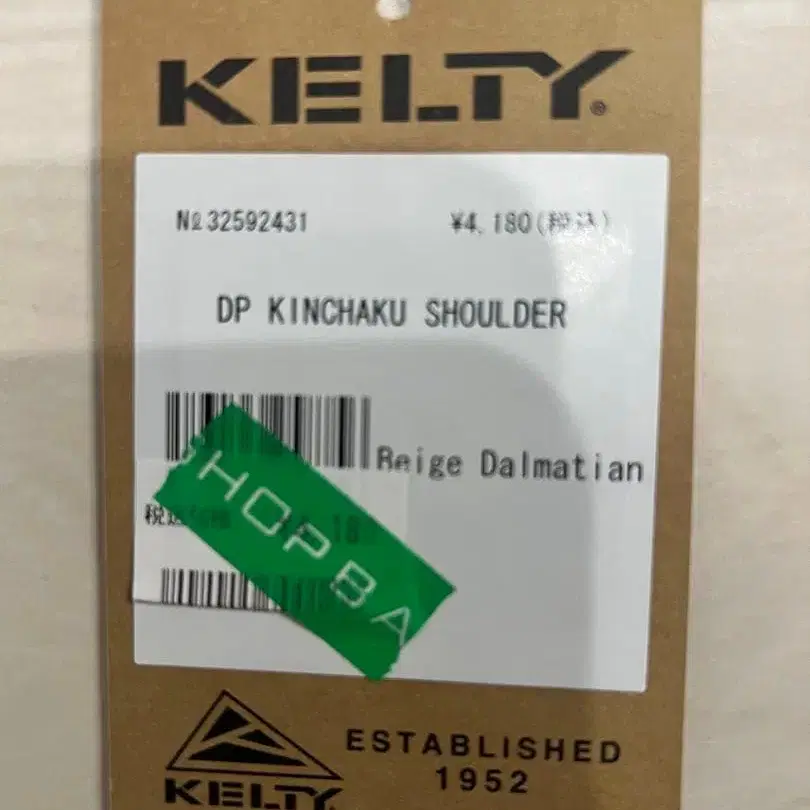 KELTY®
№32592431 ¥4,180(税込)
DP KINCHAKU SHOULDER
Beige Dalmatian
SHOPBA
ESTABLISHED
1952
KELTY